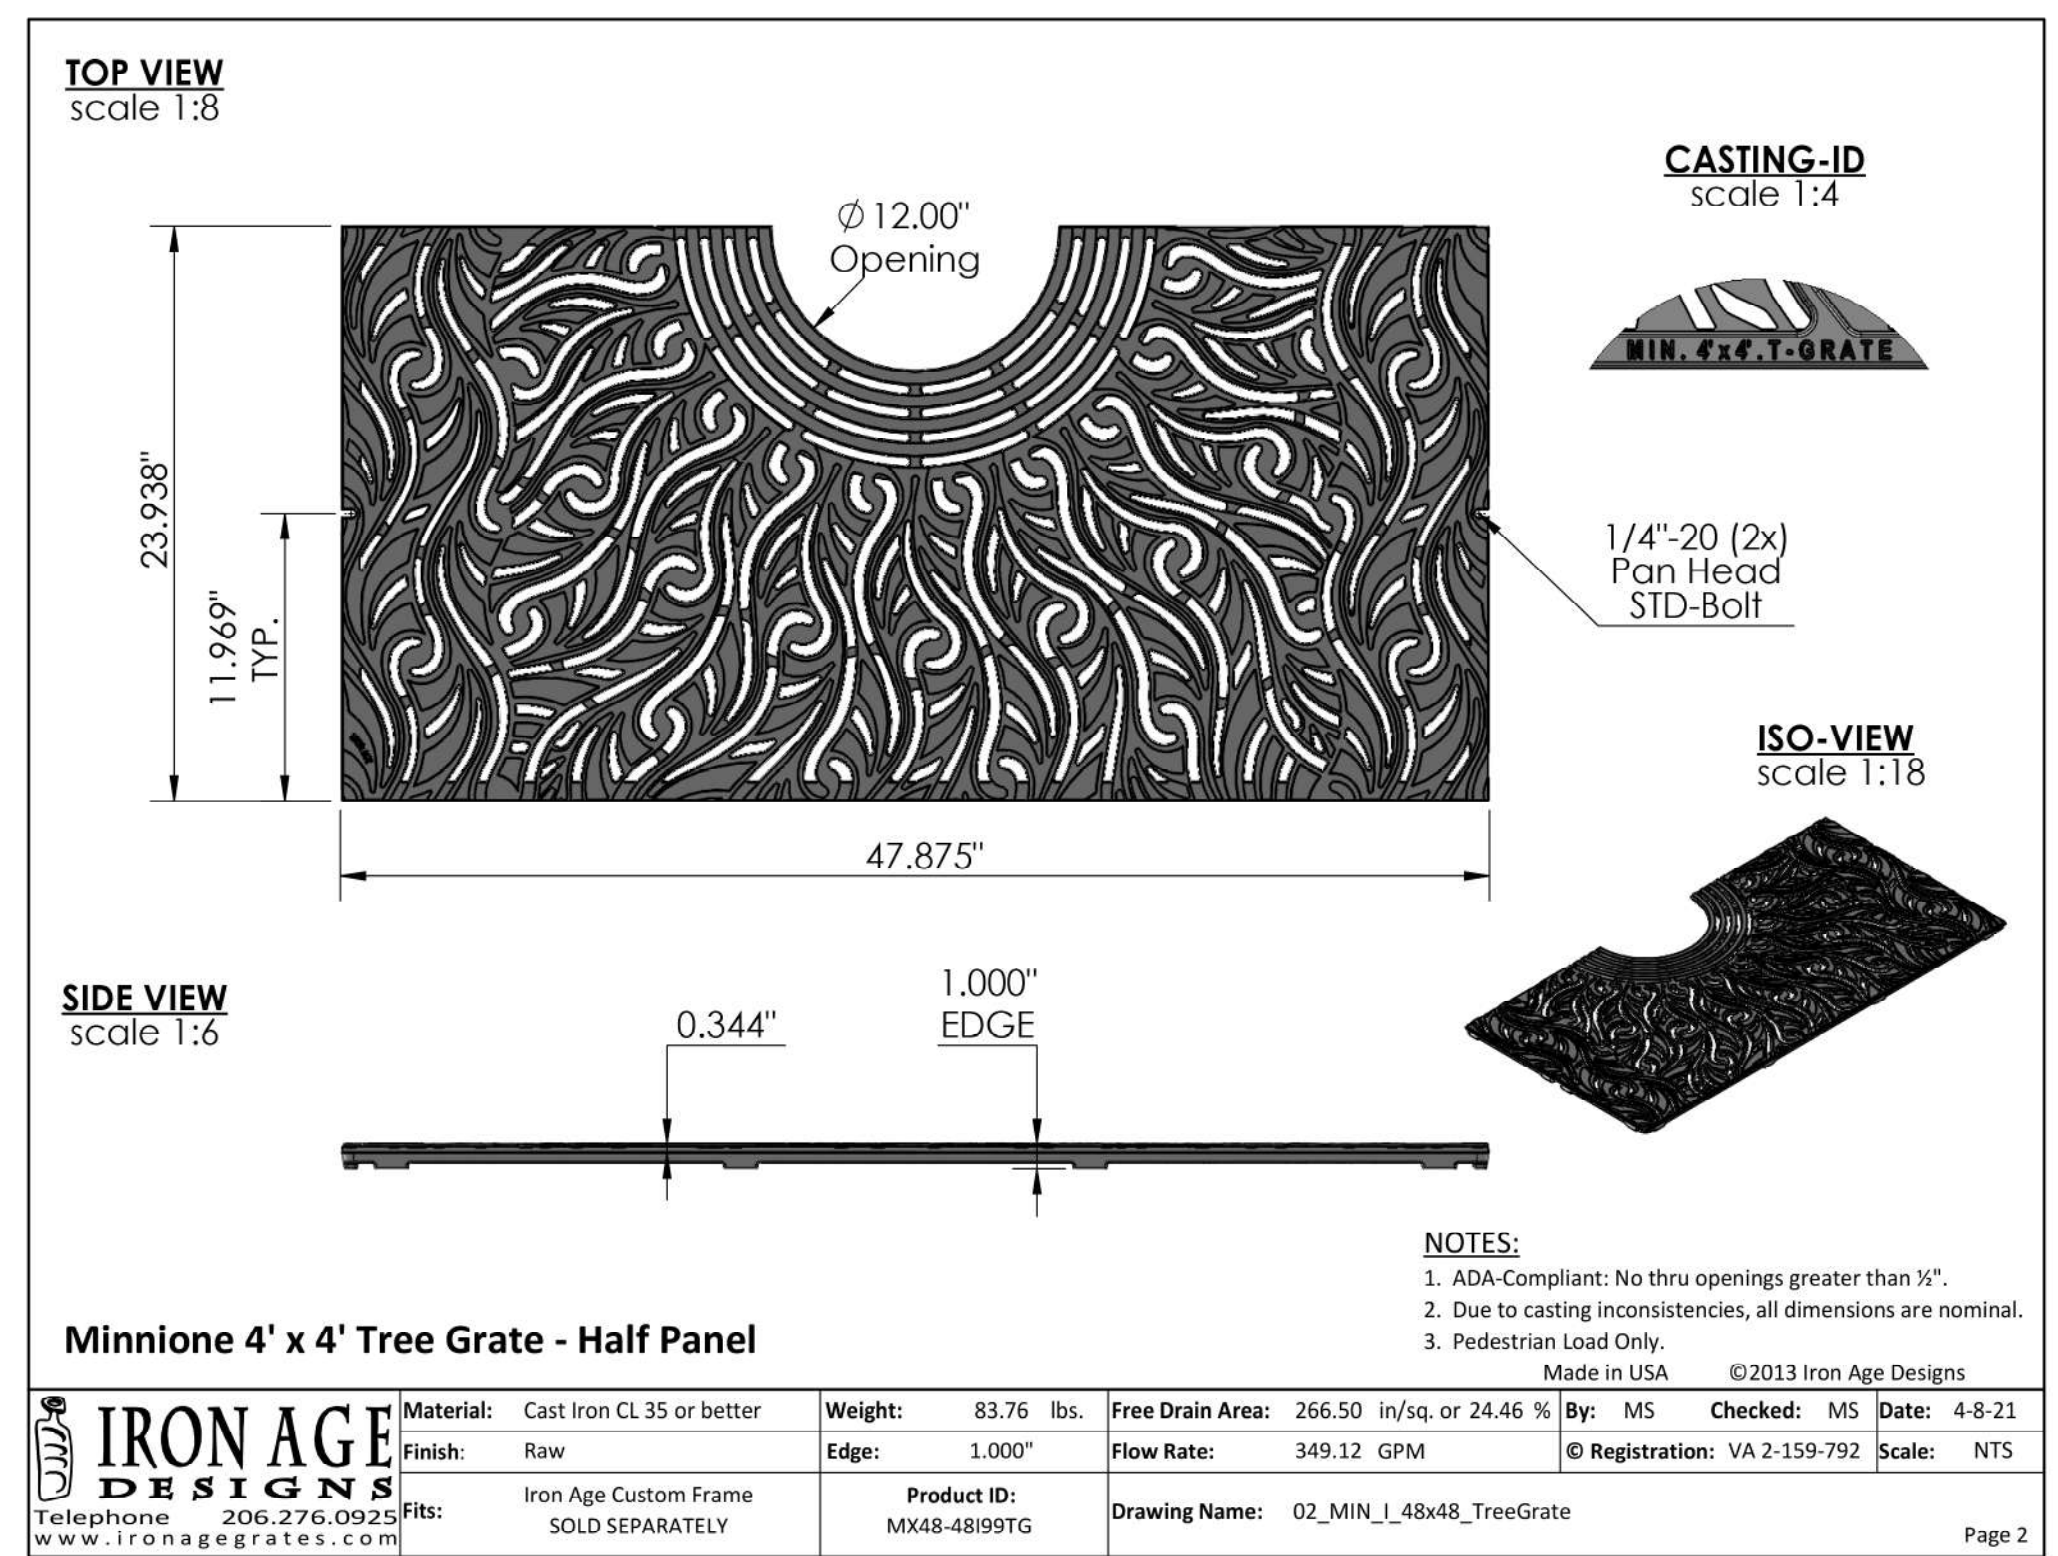 TOP VIEW
scale 1:8
CASTING-ID
scale 1:4
MIN. 4'x4'.T-GRATE
Ø 12.00"
Opening
23.938"
11.969"
TYP.
1/4"-20 (2x)
Pan Head
STD-Bolt
47.875"
ISO-VIEW
scale 1:18
SIDE VIEW
scale 1:6
0.344"
1.000"
EDGE
NOTES:
1. ADA-Compliant: No thru openings greater than ½".
2. Due to casting inconsistencies, all dimensions are nominal.
3. Pedestrian Load Only.
Made in USA ©2013 Iron Age Designs
Minnione 4' x 4' Tree Grate - Half Panel
IRON AGE
DESIGNS
Telephone 206.276.0925
www.ironagegrates.com
Material: Cast Iron CL 35 or better
Finish: Raw
Fits: Iron Age Custom Frame
SOLD SEPARATELY
Weight: 83.76 lbs.
Edge: 1.000"
Product ID:
MX48-48I99TG
Free Drain Area: 266.50 in/sq. or 24.46 %
Flow Rate: 349.12 GPM
Drawing Name: 02_MIN_I_48x48_TreeGrate
By: MS Checked: MS Date: 4-8-21
© Registration: VA 2-159-792 Scale: NTS
Page 2